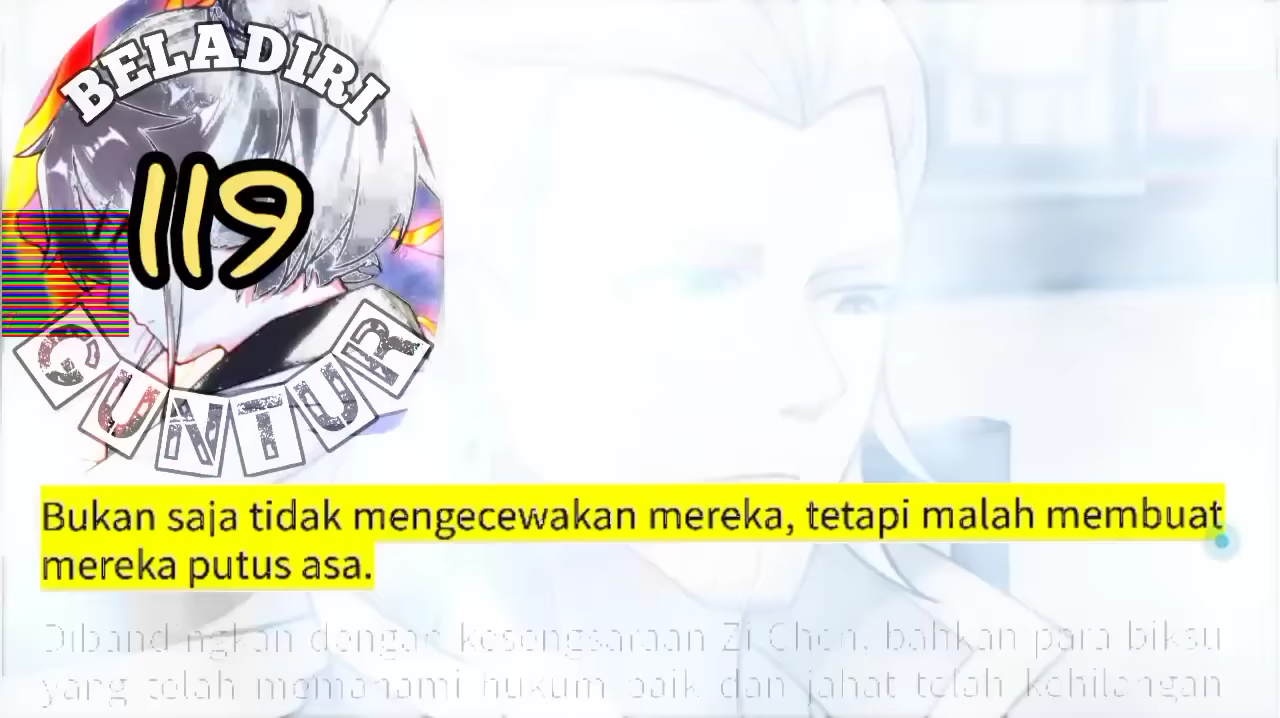 BELADIRI
119
GUNTUR
Bukan saja tidak mengecewakan mereka, tetapi malah membuat
mereka putus asa.
Dibandingkan dengan kesengsaraan Zi Chen, bahkan para biksu
yang telah memahami hukum baik dan jahat telah kehilangan